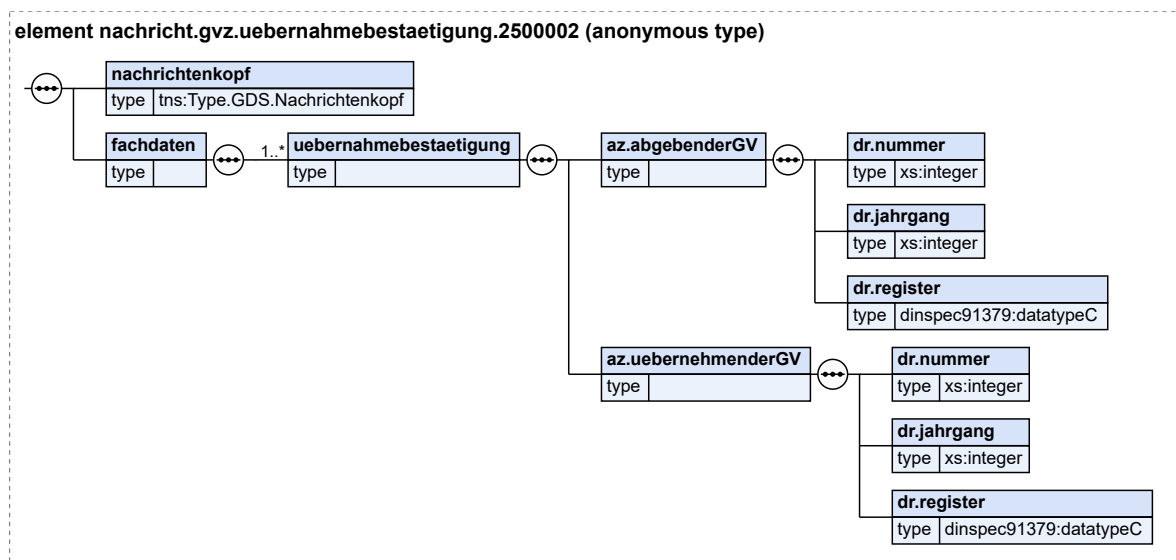 element nachricht.gvz.uebernahmebestaetigung.2500002 (anonymous type)
nachrichtenkopf
type tns:Type.GDS.Nachrichtenkopf
fachdaten
type
1..*
uebernahmebestaetigung
type
az.abgebenderGV
type
dr.nummer
type xs:integer
dr.jahrgang
type xs:integer
dr.register
type dinspec91379:datatypeC
az.uebernehmenderGV
type
dr.nummer
type xs:integer
dr.jahrgang
type xs:integer
dr.register
type dinspec91379:datatypeC